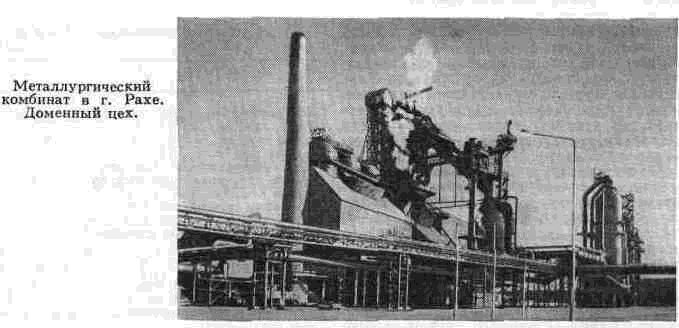 Металлургический
комбинат в г. Рахе.
Доменный цех.